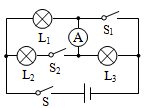 L₁ S₁
A
L₂ S₂ L₃
S